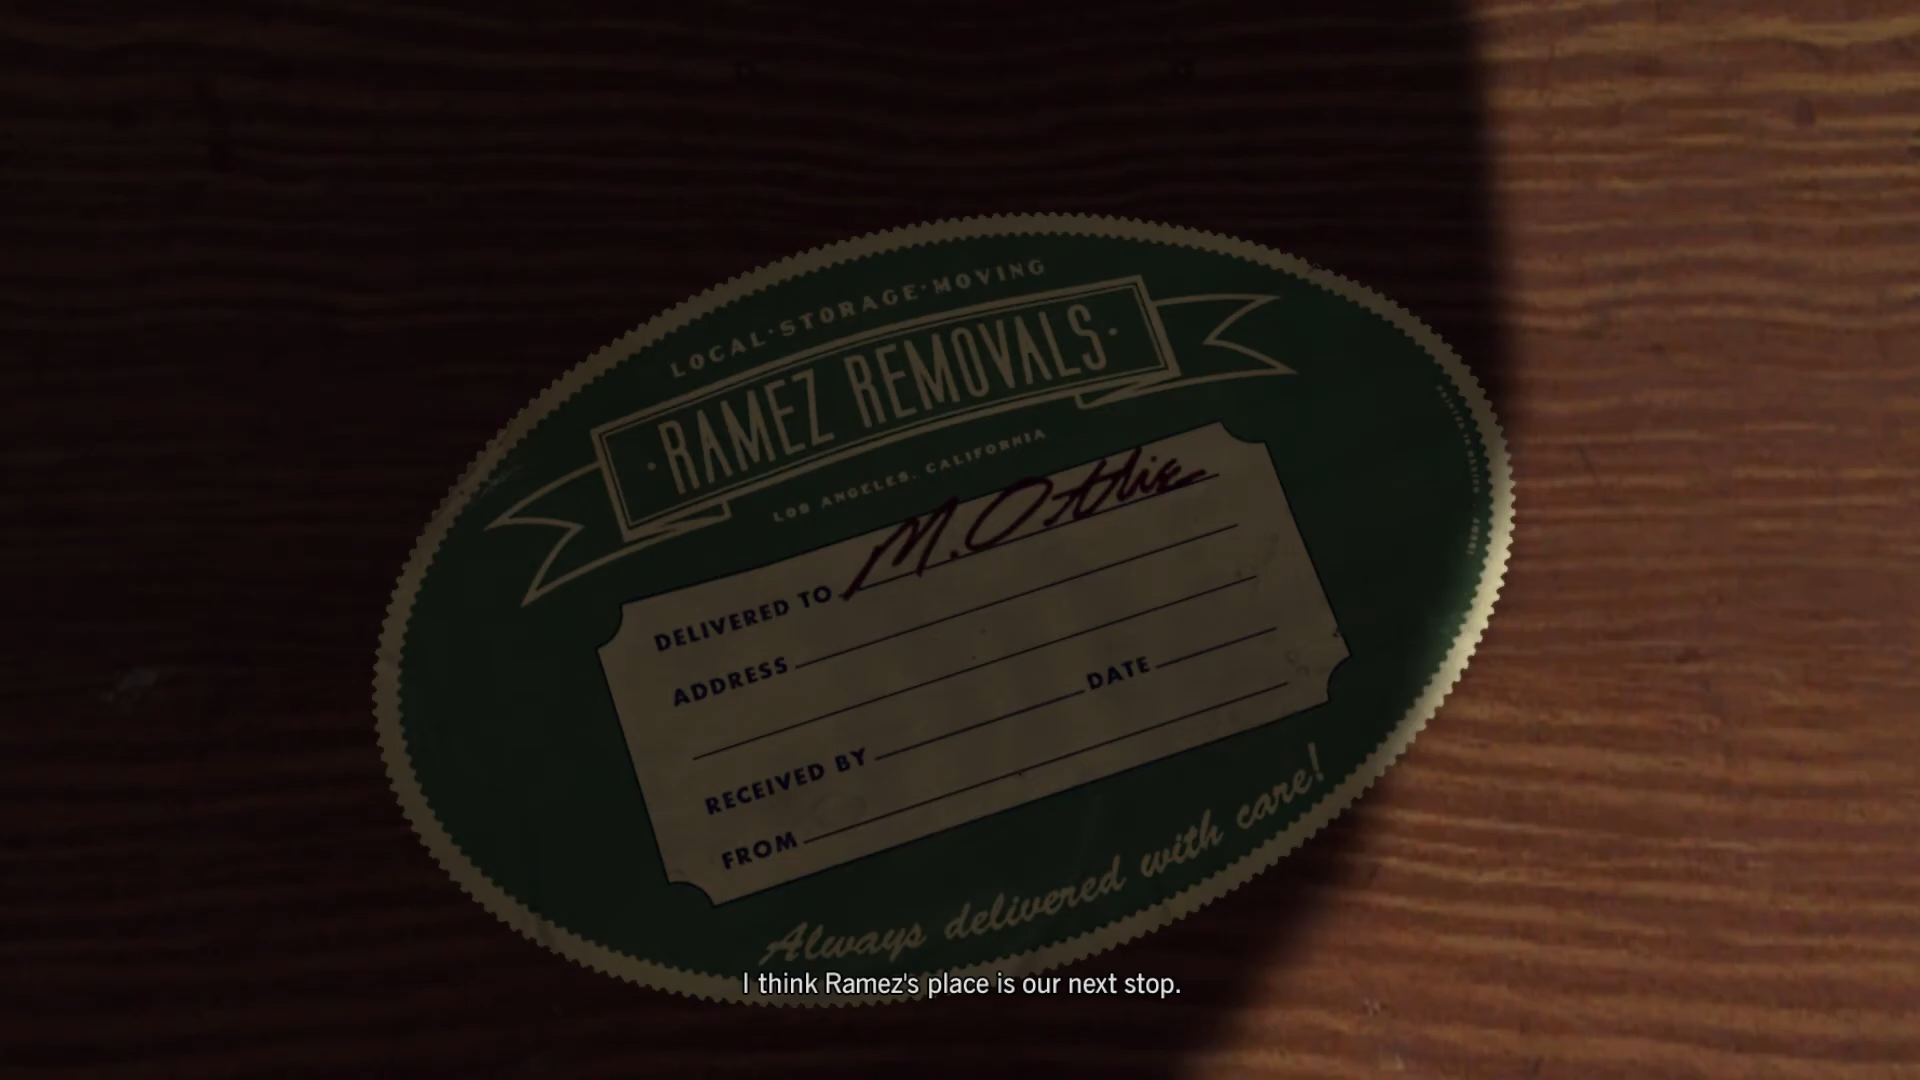 LOCAL·STORAGE·MOVING
·RAMEZ REMOVALS·
LOS ANGELES, CALIFORNIA
DELIVERED TO M. Ottlie
ADDRESS
RECEIVED BY DATE
FROM
Always delivered with care!
I think Ramez's place is our next stop.